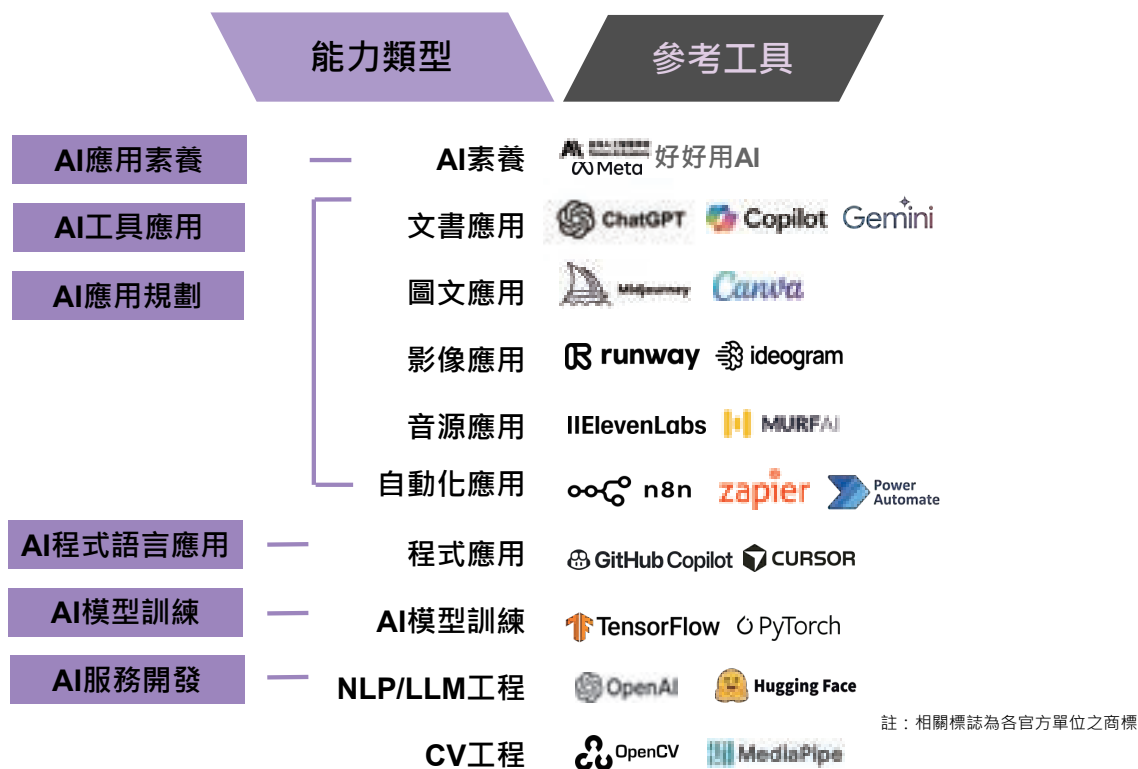 能力類型
參考工具
AI應用素養
AI素養
Meta 好好用AI
AI工具應用
文書應用
ChatGPT Copilot Gemini
AI應用規劃
圖文應用
Midjourney Canva
影像應用
runway ideogram
音源應用
IIElevenLabs MURFAI
自動化應用
n8n zapier Power Automate
AI程式語言應用
程式應用
GitHub Copilot CURSOR
AI模型訓練
AI模型訓練
TensorFlow PyTorch
AI服務開發
NLP/LLM工程
OpenAI Hugging Face
註：相關標誌為各官方單位之商標
CV工程
OpenCV MediaPipe